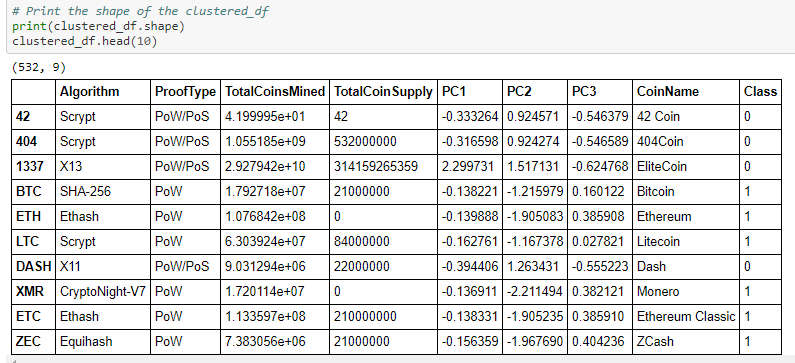 # Print the shape of the clustered_df
print(clustered_df.shape)
clustered_df.head(10)
(532, 9)
Algorithm ProofType TotalCoinsMined TotalCoinSupply PC1 PC2 PC3 CoinName Class
42 Scrypt PoW/PoS 4.199995e+01 42 -0.333264 0.924571 -0.546379 42 Coin 0
404 Scrypt PoW/PoS 1.055185e+09 532000000 -0.316598 0.924274 -0.546589 404Coin 0
1337 X13 PoW/PoS 2.927942e+10 314159265359 2.299731 1.517131 -0.624768 EliteCoin 0
BTC SHA-256 PoW 1.792718e+07 21000000 -0.138221 -1.215979 0.160122 Bitcoin 1
ETH Ethash PoW 1.076842e+08 0 -0.139888 -1.905083 0.385908 Ethereum 1
LTC Scrypt PoW 6.303924e+07 84000000 -0.162761 -1.167378 0.027821 Litecoin 1
DASH X11 PoW/PoS 9.031294e+06 22000000 -0.394406 1.263431 -0.555223 Dash 0
XMR CryptoNight-V7 PoW 1.720114e+07 0 -0.136911 -2.211494 0.382121 Monero 1
ETC Ethash PoW 1.133597e+08 210000000 -0.138331 -1.905235 0.385910 Ethereum Classic 1
ZEC Equihash PoW 7.383056e+06 21000000 -0.156359 -1.967690 0.404236 ZCash 1